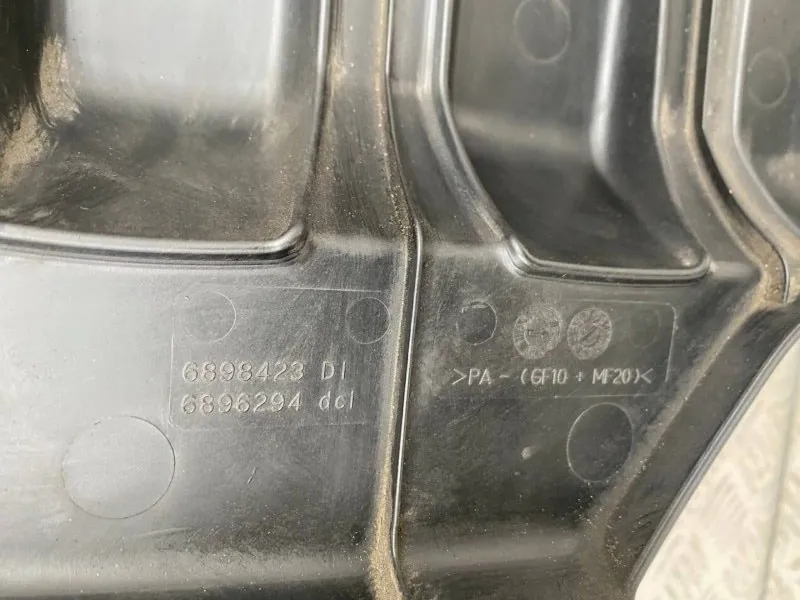 6898423 DI
6896294 dcl
>PA-(GF10 + MF20)<